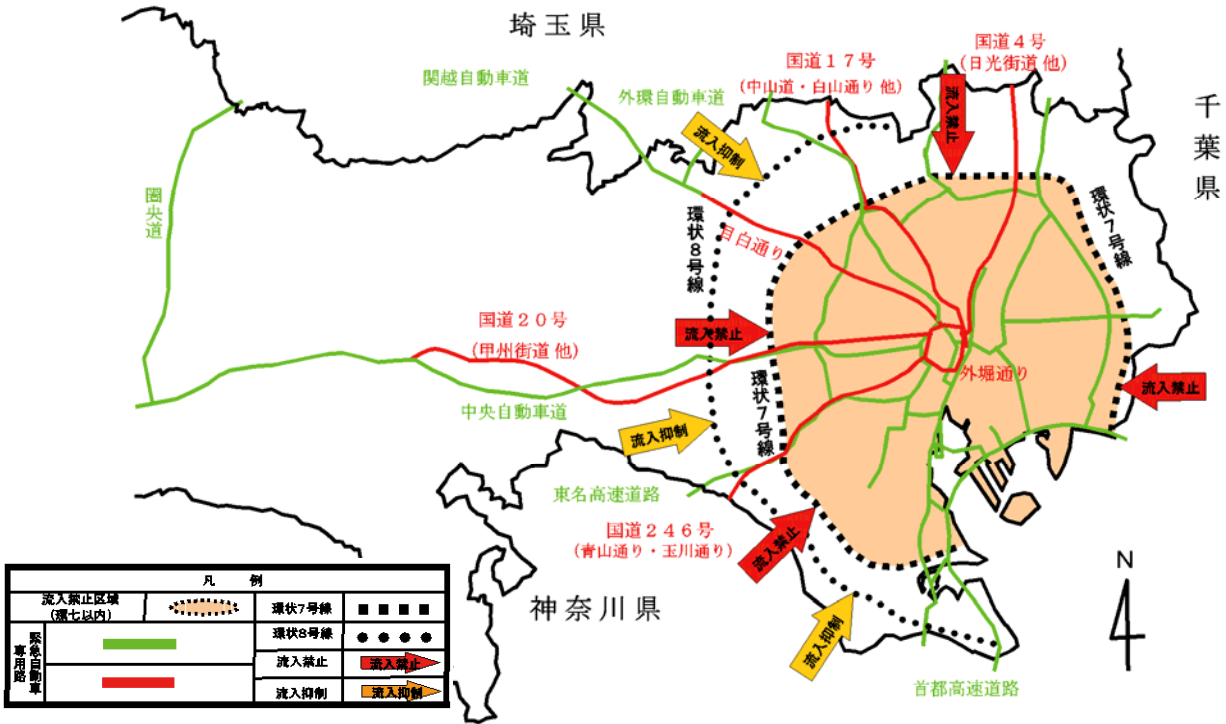 埼玉県
千葉県
神奈川県
国道4号
(日光街道 他)
国道17号
(中山道・白山通り 他)
関越自動車道
外環自動車道
圏央道
流入抑制
流入禁止
環状8号線
目白通り
環状7号線
国道20号
(甲州街道 他)
流入禁止
中央自動車道
環状7号線
外堀通り
流入禁止
流入抑制
東名高速道路
国道246号
(青山通り・玉川通り)
流入禁止
流入抑制
首都高速道路
N
凡 例
流入禁止区域
(環七以内)
環状7号線
緊急自動車
専用路
環状8号線
流入禁止
流入禁止
流入抑制
流入抑制